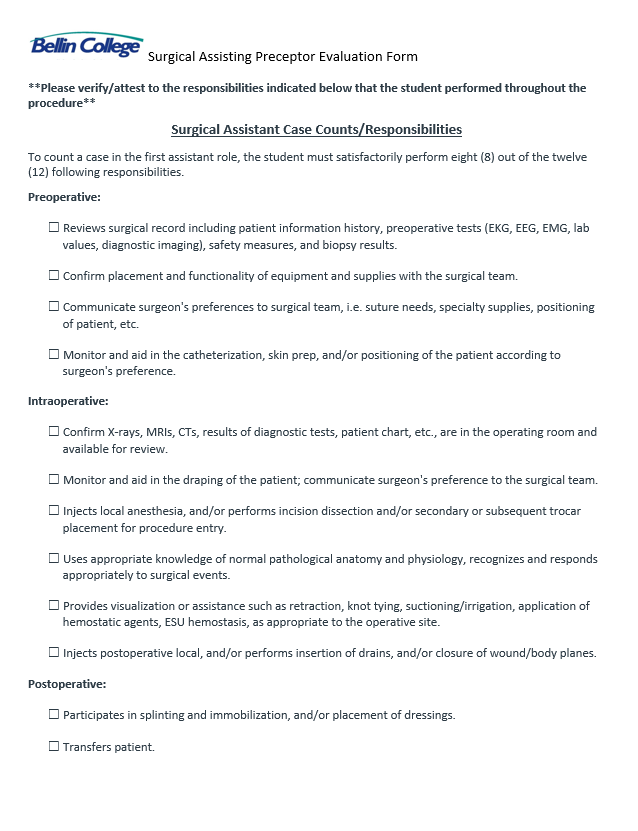 Bellin College Surgical Assisting Preceptor Evaluation Form
**Please verify/attest to the responsibilities indicated below that the student performed throughout the
procedure**
Surgical Assistant Case Counts/Responsibilities
To count a case in the first assistant role, the student must satisfactorily perform eight (8) out of the twelve
(12) following responsibilities.
Preoperative:
☐ Reviews surgical record including patient information history, preoperative tests (EKG, EEG, EMG, lab
values, diagnostic imaging), safety measures, and biopsy results.
☐ Confirm placement and functionality of equipment and supplies with the surgical team.
☐ Communicate surgeon's preferences to surgical team, i.e. suture needs, specialty supplies, positioning
of patient, etc.
☐ Monitor and aid in the catheterization, skin prep, and/or positioning of the patient according to
surgeon's preference.
Intraoperative:
☐ Confirm X-rays, MRIs, CTs, results of diagnostic tests, patient chart, etc., are in the operating room and
available for review.
☐ Monitor and aid in the draping of the patient; communicate surgeon's preference to the surgical team.
☐ Injects local anesthesia, and/or performs incision dissection and/or secondary or subsequent trocar
placement for procedure entry.
☐ Uses appropriate knowledge of normal pathological anatomy and physiology, recognizes and responds
appropriately to surgical events.
☐ Provides visualization or assistance such as retraction, knot tying, suctioning/irrigation, application of
hemostatic agents, ESU hemostasis, as appropriate to the operative site.
☐ Injects postoperative local, and/or performs insertion of drains, and/or closure of wound/body planes.
Postoperative:
☐ Participates in splinting and immobilization, and/or placement of dressings.
☐ Transfers patient.